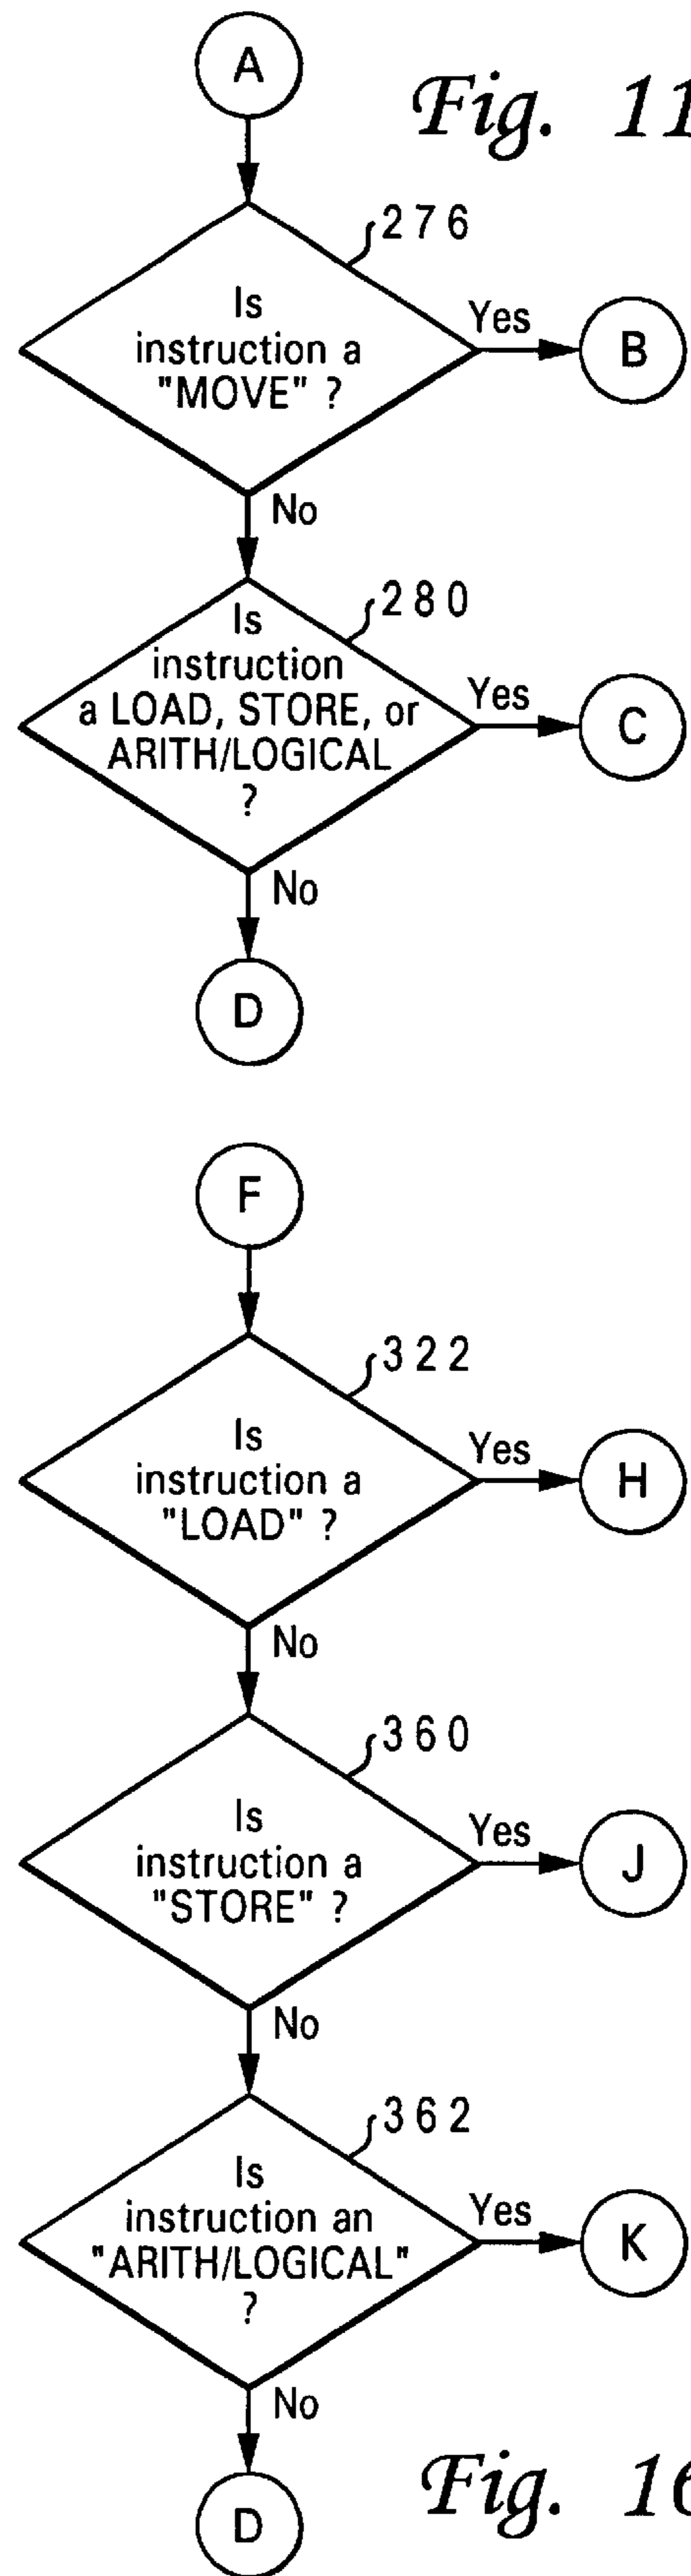 A
Fig. 11
276
Is
instruction a
"MOVE" ?
Yes
B
No
280
Is
instruction
a LOAD, STORE, or
ARITH/LOGICAL
?
Yes
C
No
D
F
322
Is
instruction a
"LOAD" ?
Yes
H
No
360
Is
instruction a
"STORE" ?
Yes
J
No
362
Is
instruction an
"ARITH/LOGICAL"
?
Yes
K
No
D
Fig. 16